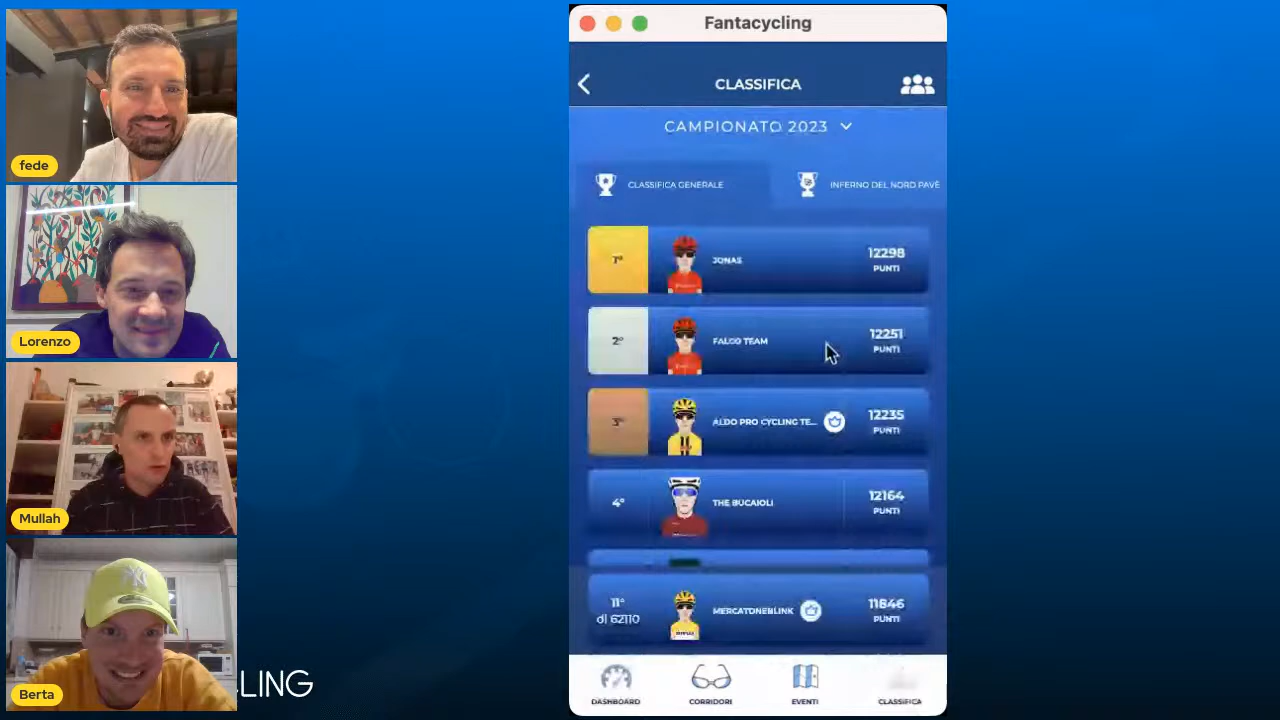 fede
Lorenzo
Mullah
Berta
LING
Fantacycling
CLASSIFICA
CAMPIONATO 2023
CLASSIFICA GENERALE
INFERNO DEL NORD PAVÈ
1°
JONAS
12298
PUNTI
2°
FALCO TEAM
12251
PUNTI
3°
ALDO PRO CYCLING TE...
12235
PUNTI
4°
THE BUCAIOLI
12164
PUNTI
11°
di 62110
MERCATONENLINK
11846
PUNTI
DASHBOARD
CORRIDORI
EVENTI
CLASSIFICA